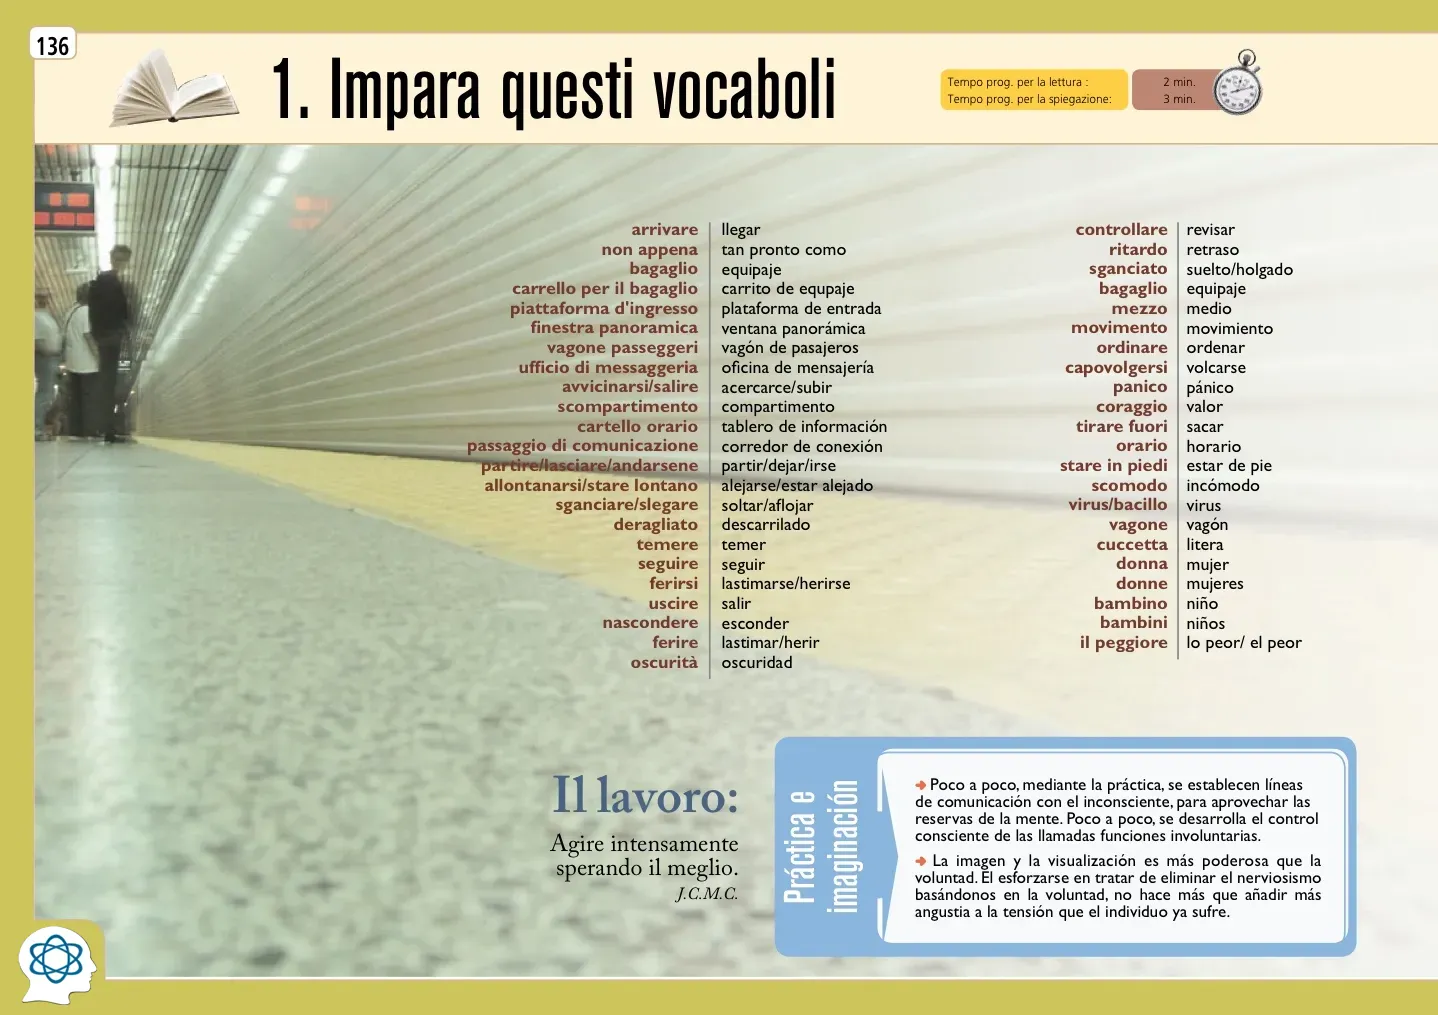 136
1. Impara questi vocaboli
Tempo prog. per la lettura : 2 min.
Tempo prog. per la spiegazione: 3 min.
arrivare llegar
non appena tan pronto como
bagaglio equipaje
carrello per il bagaglio carrito de equpaje
piattaforma d'ingresso plataforma de entrada
finestra panoramica ventana panorámica
vagone passeggeri vagón de pasajeros
ufficio di messaggeria oficina de mensajería
avvicinarsi/salire acercarce/subir
scompartimento compartimento
cartello orario tablero de información
passaggio di comunicazione corredor de conexión
partire/lasciare/andarsene partir/dejar/irse
allontanarsi/stare lontano alejarse/estar alejado
sganciare/slegare soltar/aflojar
deragliato descarrilado
temere temer
seguire seguir
ferirsi lastimarse/herirse
uscire salir
nascondere esconder
ferire lastimar/herir
oscurità oscuridad
controllare revisar
ritardo retraso
sganciato suelto/holgado
bagaglio equipaje
mezzo medio
movimento movimiento
ordinare ordenar
capovolgersi volcarse
panico pánico
coraggio valor
tirare fuori sacar
orario horario
stare in piedi estar de pie
scomodo incómodo
virus/bacillo virus
vagone vagón
cuccetta litera
donna mujer
donne mujeres
bambino niño
bambini niños
il peggiore lo peor/ el peor
Il lavoro:
Agire intensamente
sperando il meglio.
J.C.M.C.
Práctica e
imaginación
Poco a poco, mediante la práctica, se establecen líneas
de comunicación con el inconsciente, para aprovechar las
reservas de la mente. Poco a poco, se desarrolla el control
consciente de las llamadas funciones involuntarias.
La imagen y la visualización es más poderosa que la
voluntad. El esforzarse en tratar de eliminar el nerviosismo
basándonos en la voluntad, no hace más que añadir más
angustia a la tensión que el individuo ya sufre.